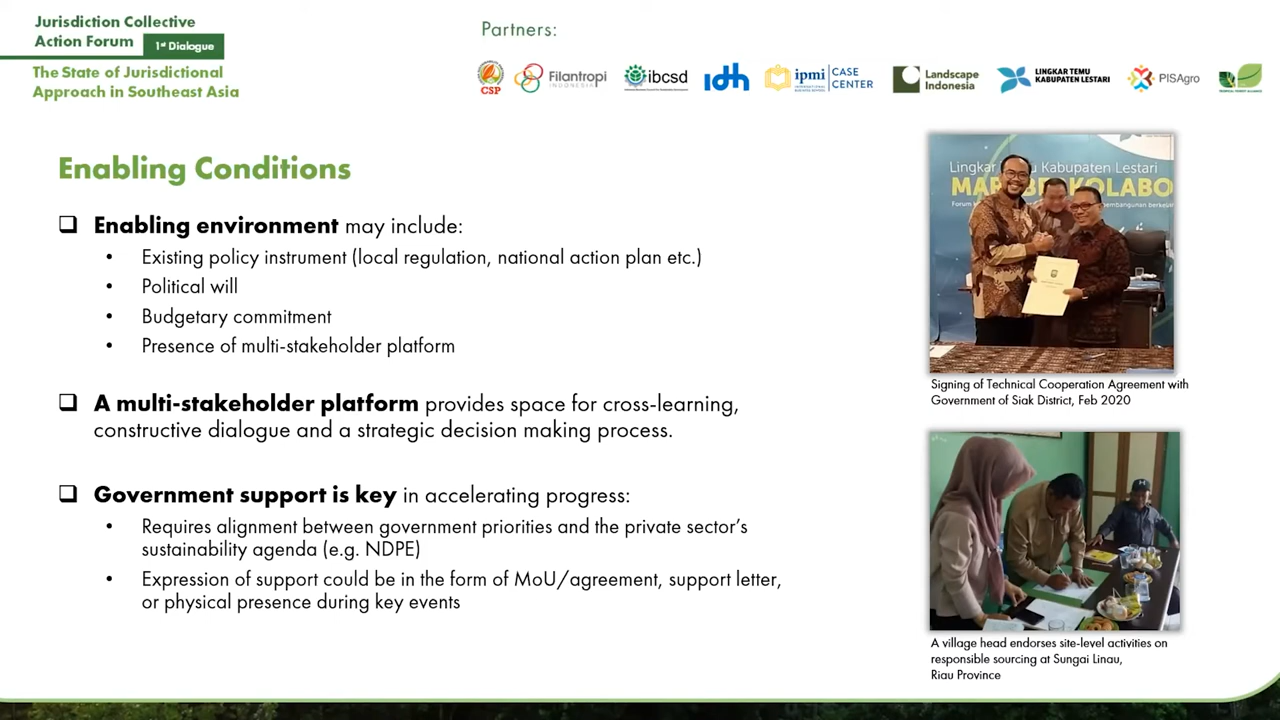 Jurisdiction Collective
Action Forum
1st Dialogue
The State of Jurisdictional
Approach in Southeast Asia
Partners:
CSP
Filantropi
INDONESIA
ibcsd
idh
ipmi
CASE
CENTER
Landscape
Indonesia
LINGKAR TEMU
KABUPATEN LESTARI
PISAgro
TROPICAL FOREST ALLIANCE
Enabling Conditions
❑ Enabling environment may include:
• Existing policy instrument (local regulation, national action plan etc.)
• Political will
• Budgetary commitment
• Presence of multi-stakeholder platform
❑ A multi-stakeholder platform provides space for cross-learning,
constructive dialogue and a strategic decision making process.
❑ Government support is key in accelerating progress:
• Requires alignment between government priorities and the private sector's
sustainability agenda (e.g. NDPE)
• Expression of support could be in the form of MoU/agreement, support letter,
or physical presence during key events
Kabupaten Lestari
Signing of Technical Cooperation Agreement with
Government of Siak District, Feb 2020
A village head endorses site-level activities on
responsible sourcing at Sungai Linau,
Riau Province